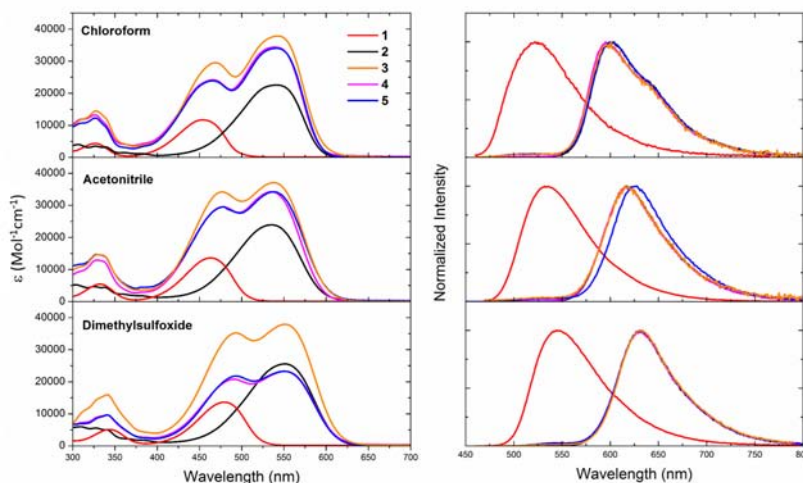 Chloroform
40000
30000
20000
10000
0
1
2
3
4
5
Acetonitrile
40000
30000
20000
10000
0
Dimethylsulfoxide
40000
30000
20000
10000
0
ε (Mol⁻¹cm⁻¹)
300 350 400 450 500 550 600 650 700
Wavelength (nm)
Normalized Intensity
450 500 550 600 650 700 750 800
Wavelength (nm)